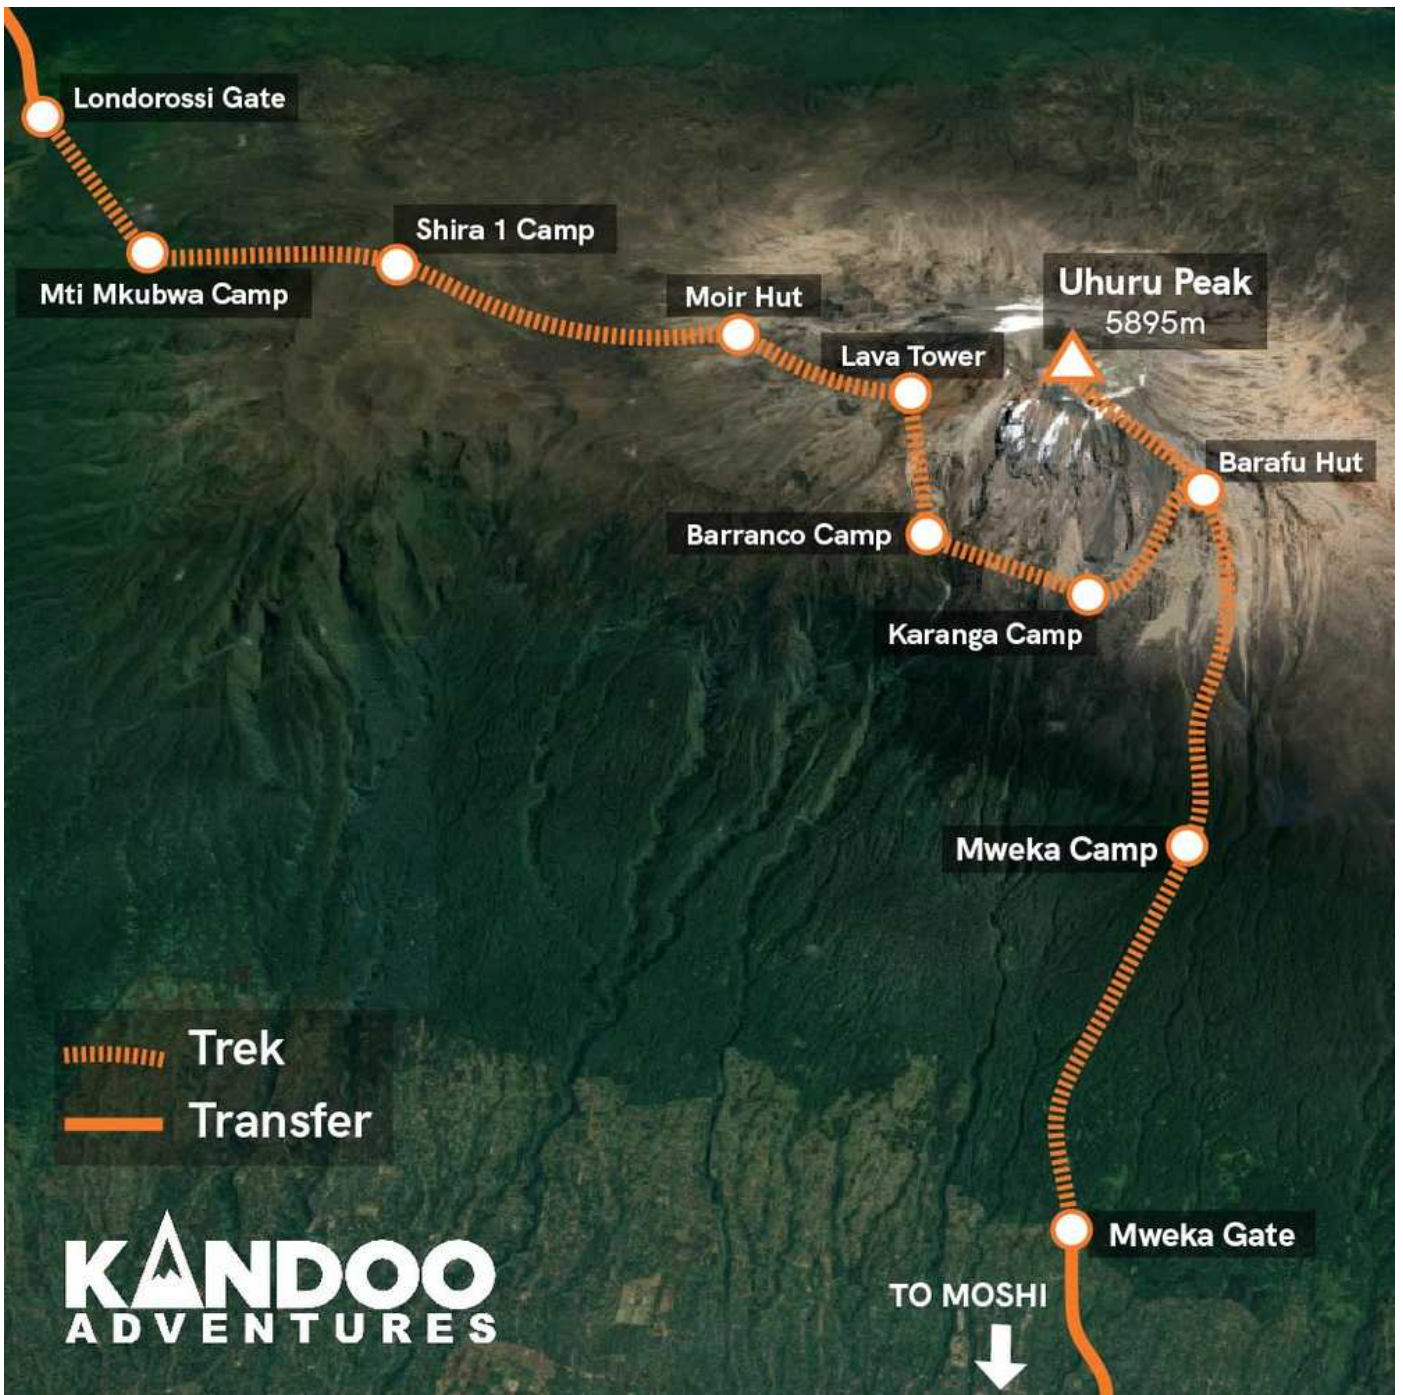 Londorossi Gate
Shira 1 Camp
Mti Mkubwa Camp
Moir Hut
Uhuru Peak
5895m
Lava Tower
Barafu Hut
Barranco Camp
Karanga Camp
Mweka Camp
Trek
Transfer
Mweka Gate
KANDOO
ADVENTURES
TO MOSHI